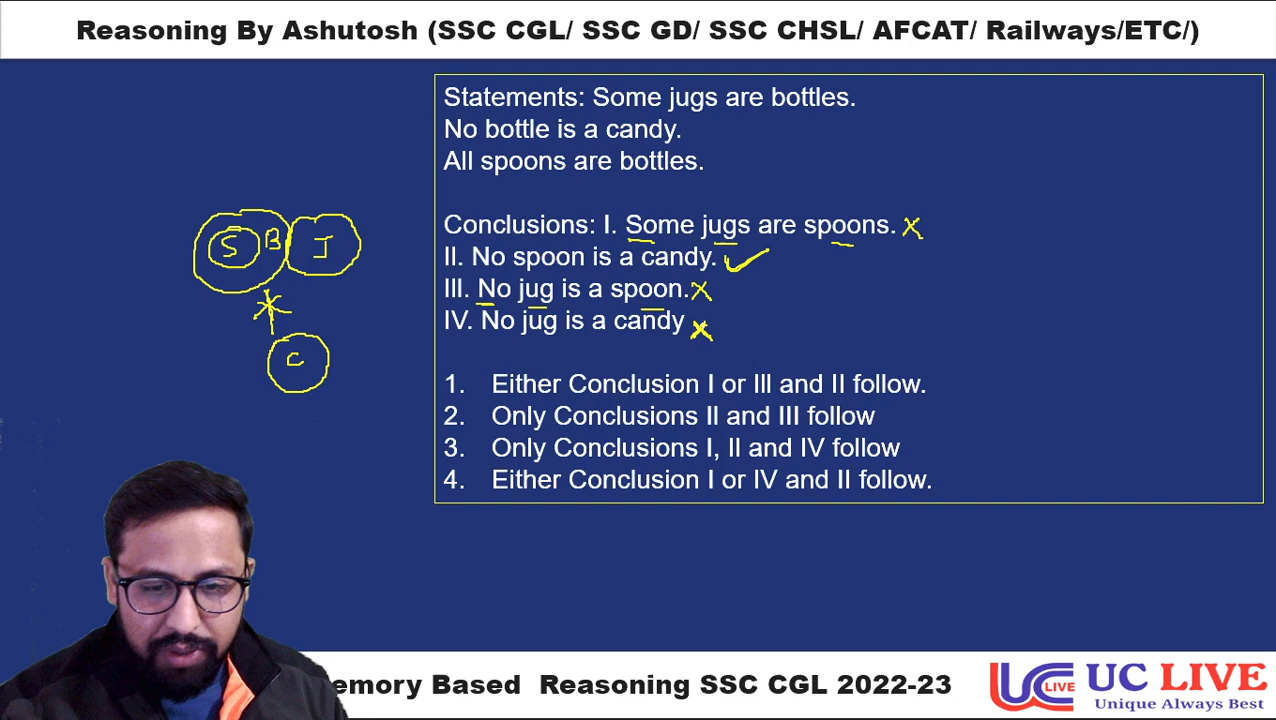 Reasoning By Ashutosh (SSC CGL/ SSC GD/ SSC CHSL/ AFCAT/ Railways/ETC/)
Statements: Some jugs are bottles.
No bottle is a candy.
All spoons are bottles.
Conclusions: I. Some jugs are spoons.
II. No spoon is a candy.
III. No jug is a spoon.
IV. No jug is a candy
1. Either Conclusion I or III and II follow.
2. Only Conclusions II and III follow
3. Only Conclusions I, II and IV follow
4. Either Conclusion I or IV and II follow.
S B J
C
emory Based Reasoning SSC CGL 2022-23
UC LIVE
UC LIVE
Unique Always Best